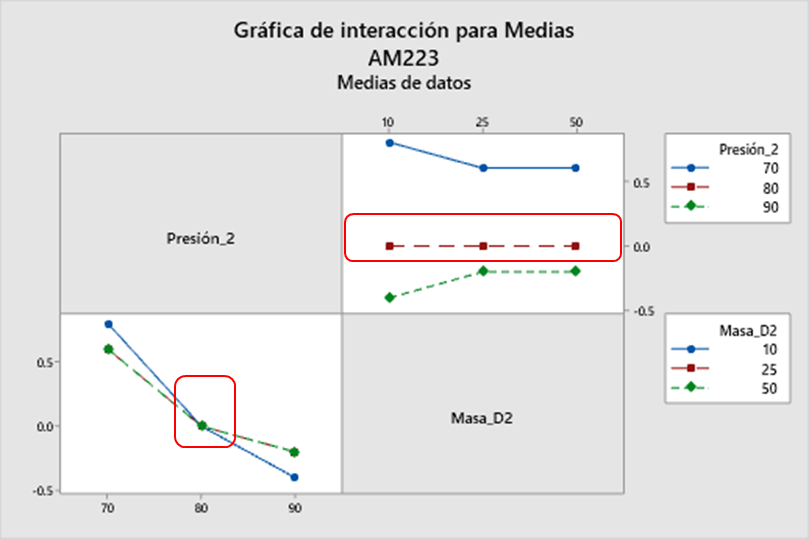 Gráfica de interacción para Medias
AM223
Medias de datos
10 25 50
Presión_2
70
80
90
0.5
0.0
-0.5
Presión_2
Masa_D2
10
25
50
0.5
0.0
-0.5
Masa_D2
70 80 90